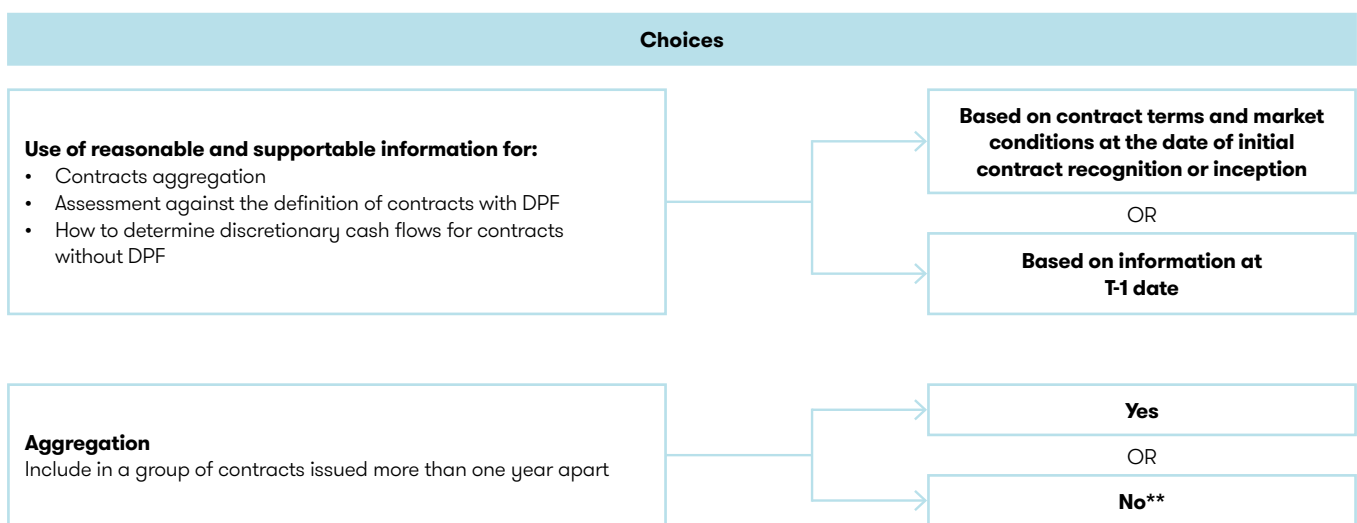 Choices
Use of reasonable and supportable information for:
• Contracts aggregation
• Assessment against the definition of contracts with DPF
• How to determine discretionary cash flows for contracts
without DPF
Based on contract terms and market
conditions at the date of initial
contract recognition or inception
OR
Based on information at
T-1 date
Aggregation
Include in a group of contracts issued more than one year apart
Yes
OR
No**